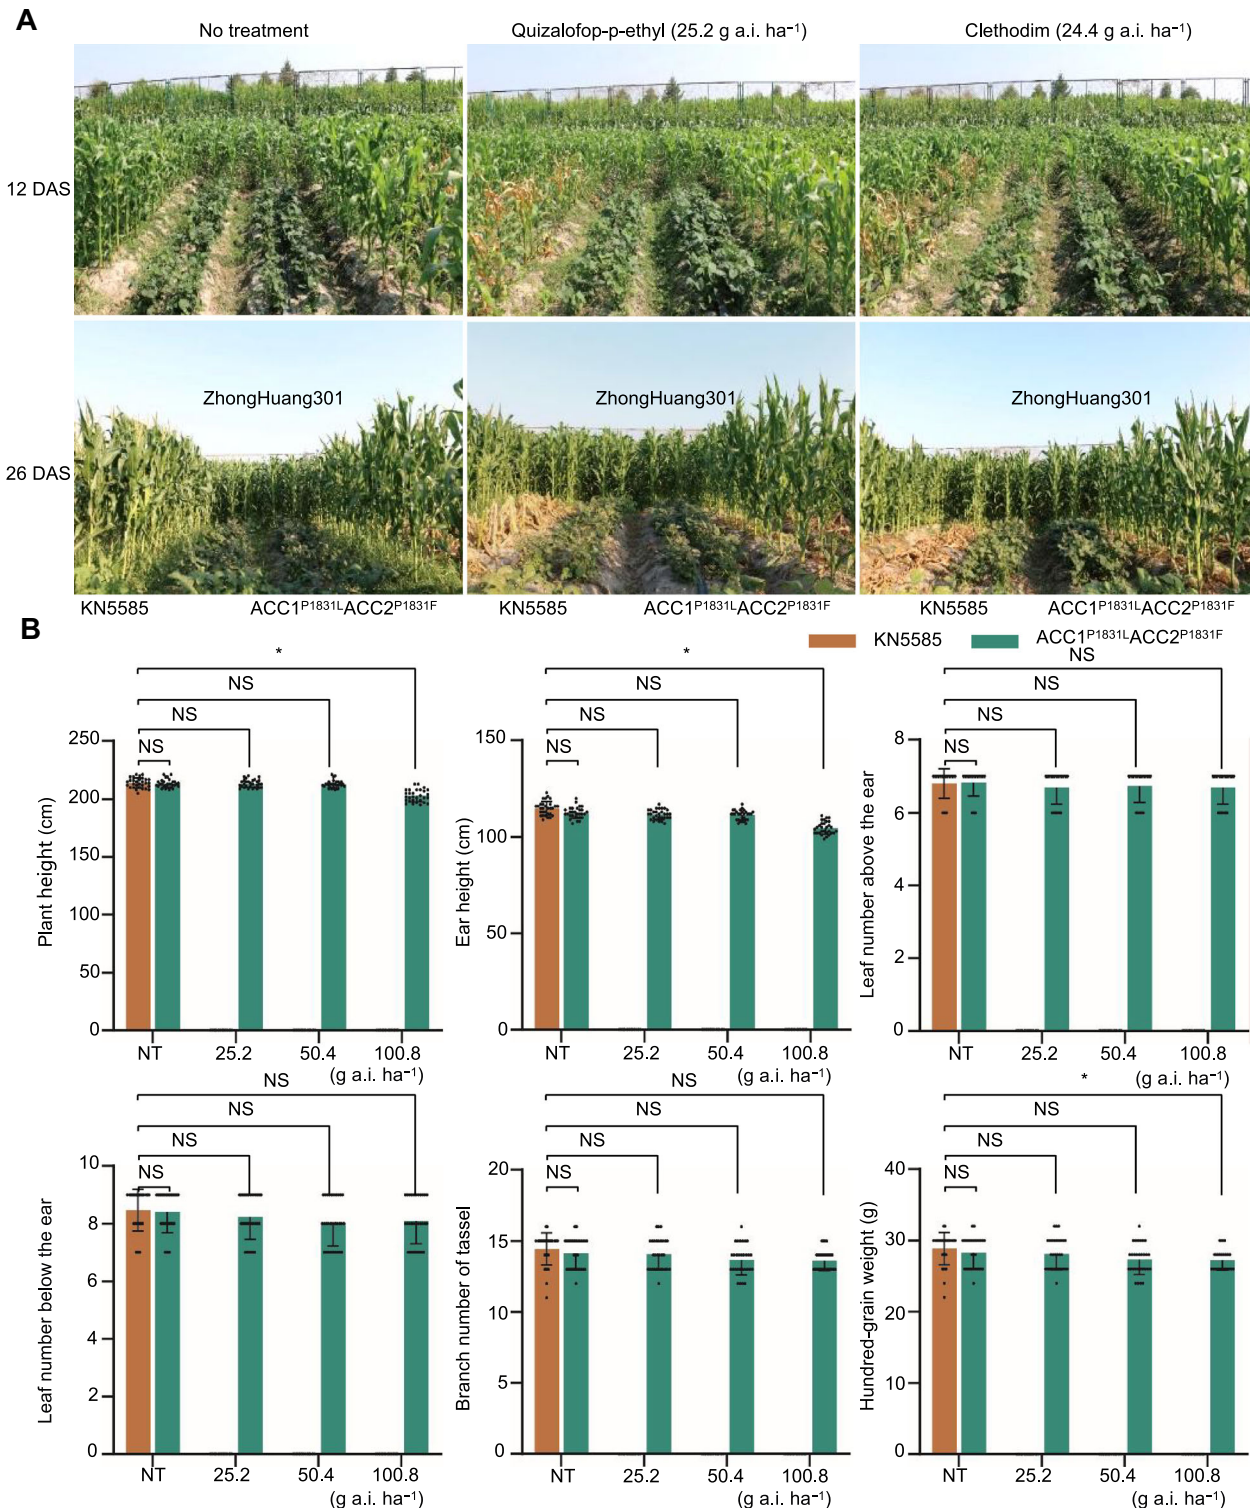 A
No treatment
Quizalofop-p-ethyl (25.2 g a.i. ha⁻¹)
Clethodim (24.4 g a.i. ha⁻¹)
12 DAS
26 DAS
ZhongHuang301
ZhongHuang301
ZhongHuang301
KN5585 ACC1ᴾ¹⁸³¹ᴸACC2ᴾ¹⁸³¹ꟳ
KN5585 ACC1ᴾ¹⁸³¹ᴸACC2ᴾ¹⁸³¹ꟳ
KN5585 ACC1ᴾ¹⁸³¹ᴸACC2ᴾ¹⁸³¹ꟳ
B
KN5585 ACC1ᴾ¹⁸³¹ᴸACC2ᴾ¹⁸³¹ꟳ
*
NS
NS
NS
Plant height (cm)
250
200
150
100
50
0
NT 25.2 50.4 100.8
(g a.i. ha⁻¹)
*
NS
NS
NS
Ear height (cm)
150
100
50
0
NT 25.2 50.4 100.8
(g a.i. ha⁻¹)
NS
NS
NS
NS
Leaf number above the ear
8
6
4
2
0
NT 25.2 50.4 100.8
(g a.i. ha⁻¹)
NS
NS
NS
NS
Leaf number below the ear
10
8
6
4
2
0
NT 25.2 50.4 100.8
(g a.i. ha⁻¹)
NS
NS
NS
NS
Branch number of tassel
20
15
10
5
0
NT 25.2 50.4 100.8
(g a.i. ha⁻¹)
*
NS
NS
NS
Hundred-grain weight (g)
40
30
20
10
0
NT 25.2 50.4 100.8
(g a.i. ha⁻¹)